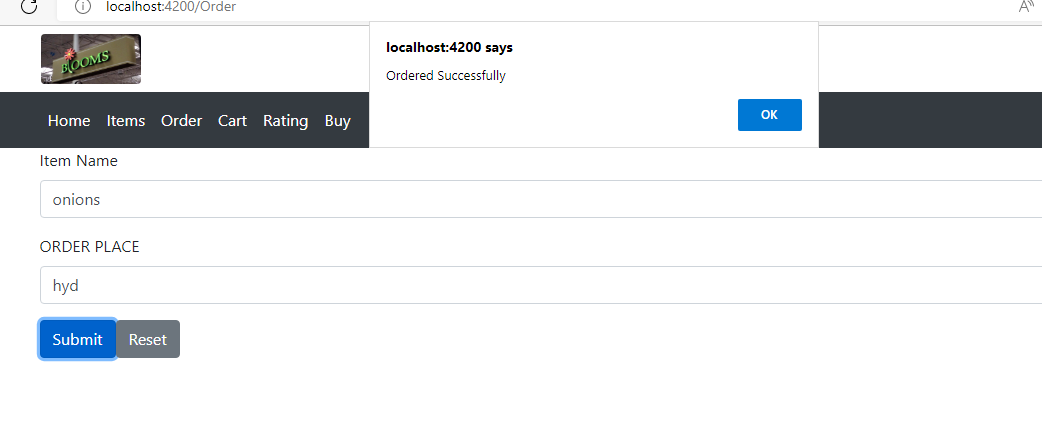 localhost:4200/Order
BLOOMS
localhost:4200 says
Ordered Successfully
OK
Home Items Order Cart Rating Buy
Item Name
onions
ORDER PLACE
hyd
Submit Reset